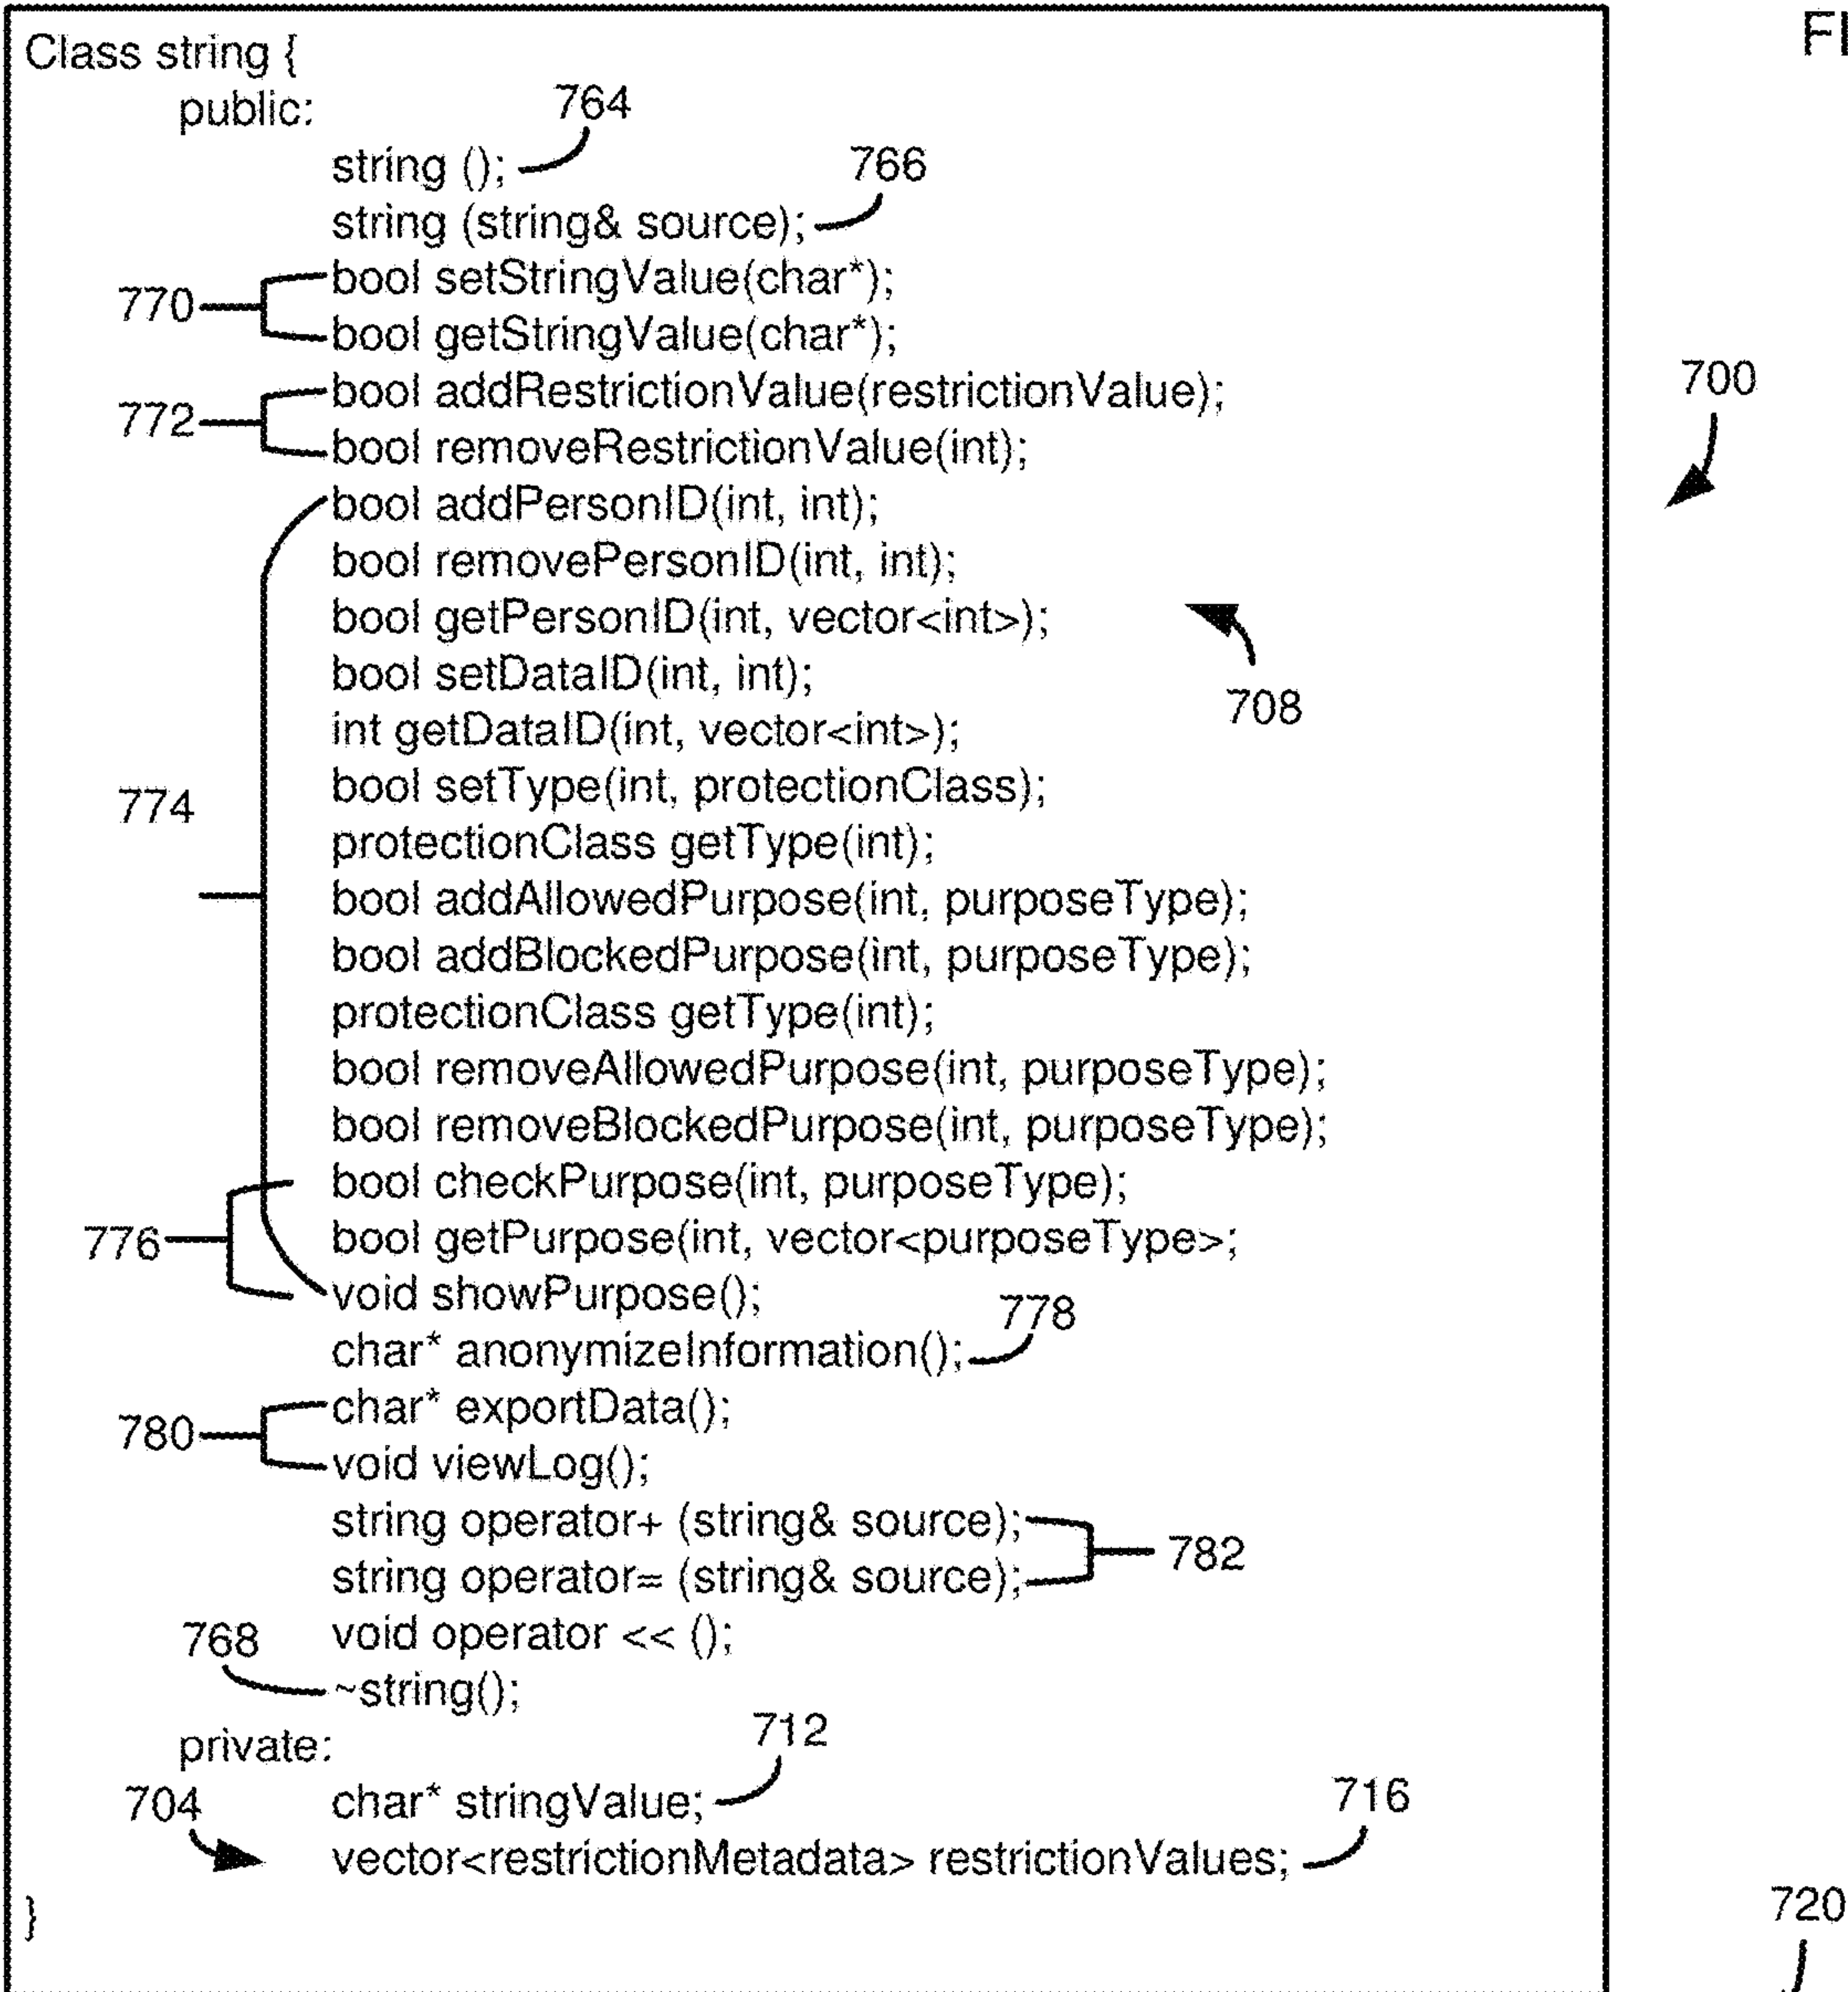 FI
Class string {
public:
764
string ();
766
string (string& source);
770
bool setStringValue(char*);
bool getStringValue(char*);
772
bool addRestrictionValue(restrictionValue);
700
bool removeRestrictionValue(int);
bool addPersonID(int, int);
bool removePersonID(int, int);
bool getPersonID(int, vector<int>);
bool setDataID(int, int);
708
int getDataID(int, vector<int>);
774
bool setType(int, protectionClass);
protectionClass getType(int);
bool addAllowedPurpose(int, purposeType);
bool addBlockedPurpose(int, purposeType);
protectionClass getType(int);
bool removeAllowedPurpose(int, purposeType);
bool removeBlockedPurpose(int, purposeType);
bool checkPurpose(int, purposeType);
776
bool getPurpose(int, vector<purposeType>;
void showPurpose();
778
char* anonymizeInformation();
780
char* exportData();
void viewLog();
string operator+ (string& source);
782
string operator= (string& source);
void operator << ();
768
~string();
private:
712
char* stringValue;
704
716
vector<restrictionMetadata> restrictionValues;
}
720